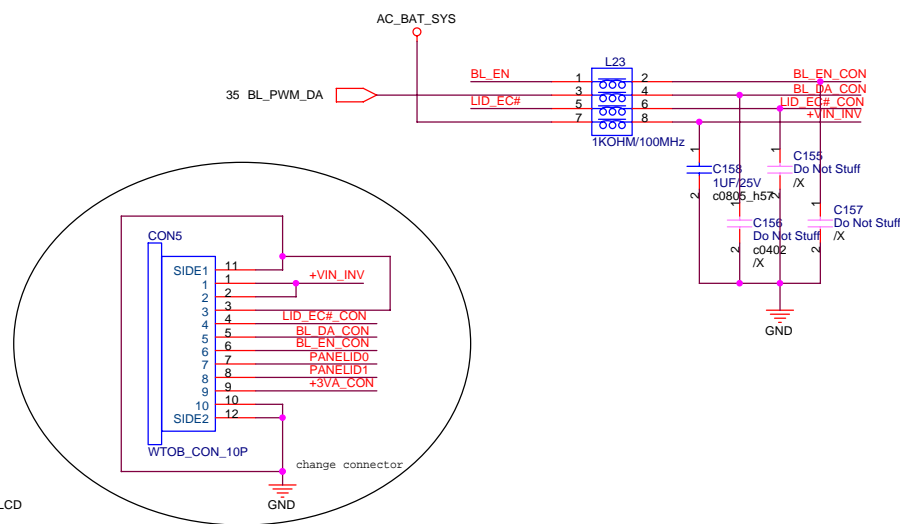 AC_BAT_SYS
L23
BL_EN 1 2 BL_EN_CON
35 BL_PWM_DA 3 4 BL_DA_CON
LID_EC# 5 6 LID_EC#_CON
7 8 +VIN_INV
1KOHM/100MHz
1 C158 2
1UF/25V
c0805_h57
1 C155 2
Do Not Stuff
/X
1 C156 2
Do Not Stuff
c0402
/X
1 C157 2
Do Not Stuff
/X
GND
CON5
SIDE1 11
1 1 +VIN_INV
2 2
3 3
4 4 LID_EC#_CON
5 5 BL_DA_CON
6 6 BL_EN_CON
7 7 PANELID0
8 8 PANELID1
9 9 +3VA_CON
10 10
SIDE2 12
WTOB_CON_10P
change connector
GND
LCD